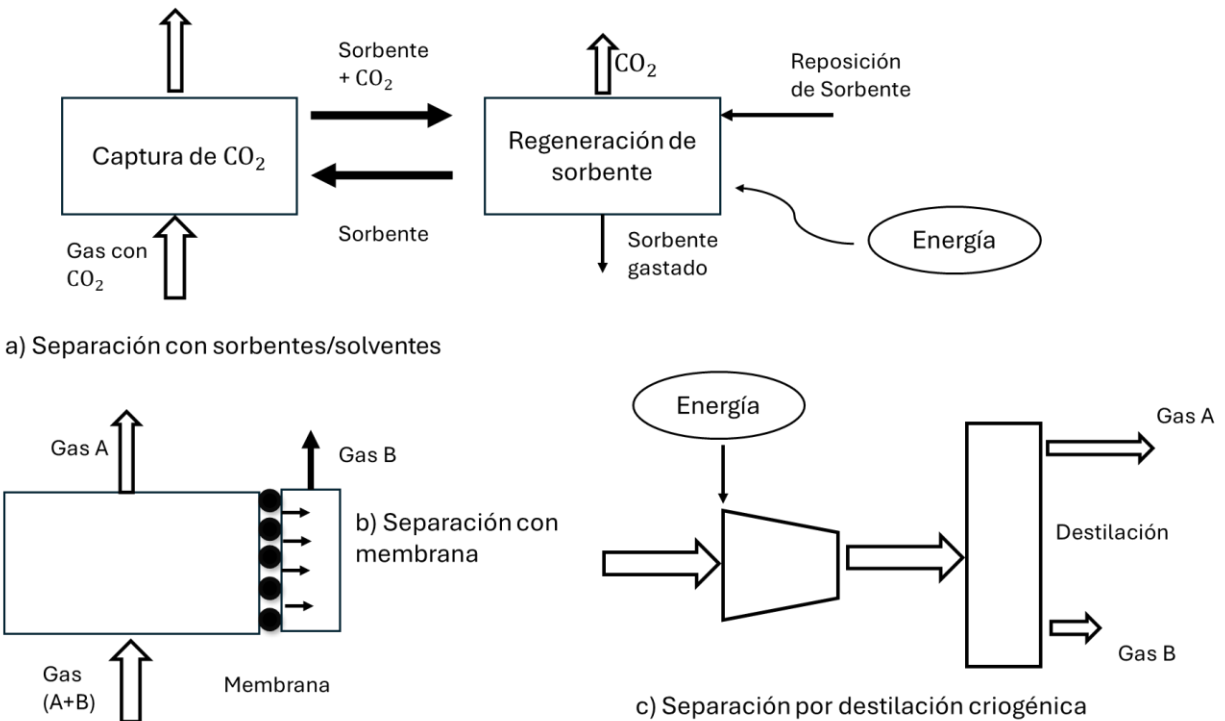 Sorbente
+ CO₂
CO₂
Reposición
de Sorbente
Captura de CO₂
Regeneración de
sorbente
Gas con
CO₂
Sorbente
Sorbente
gastado
Energía
a) Separación con sorbentes/solventes
Gas A
Gas B
b) Separación con
membrana
Gas
(A+B)
Membrana
Energía
Gas A
Destilación
Gas B
c) Separación por destilación criogénica